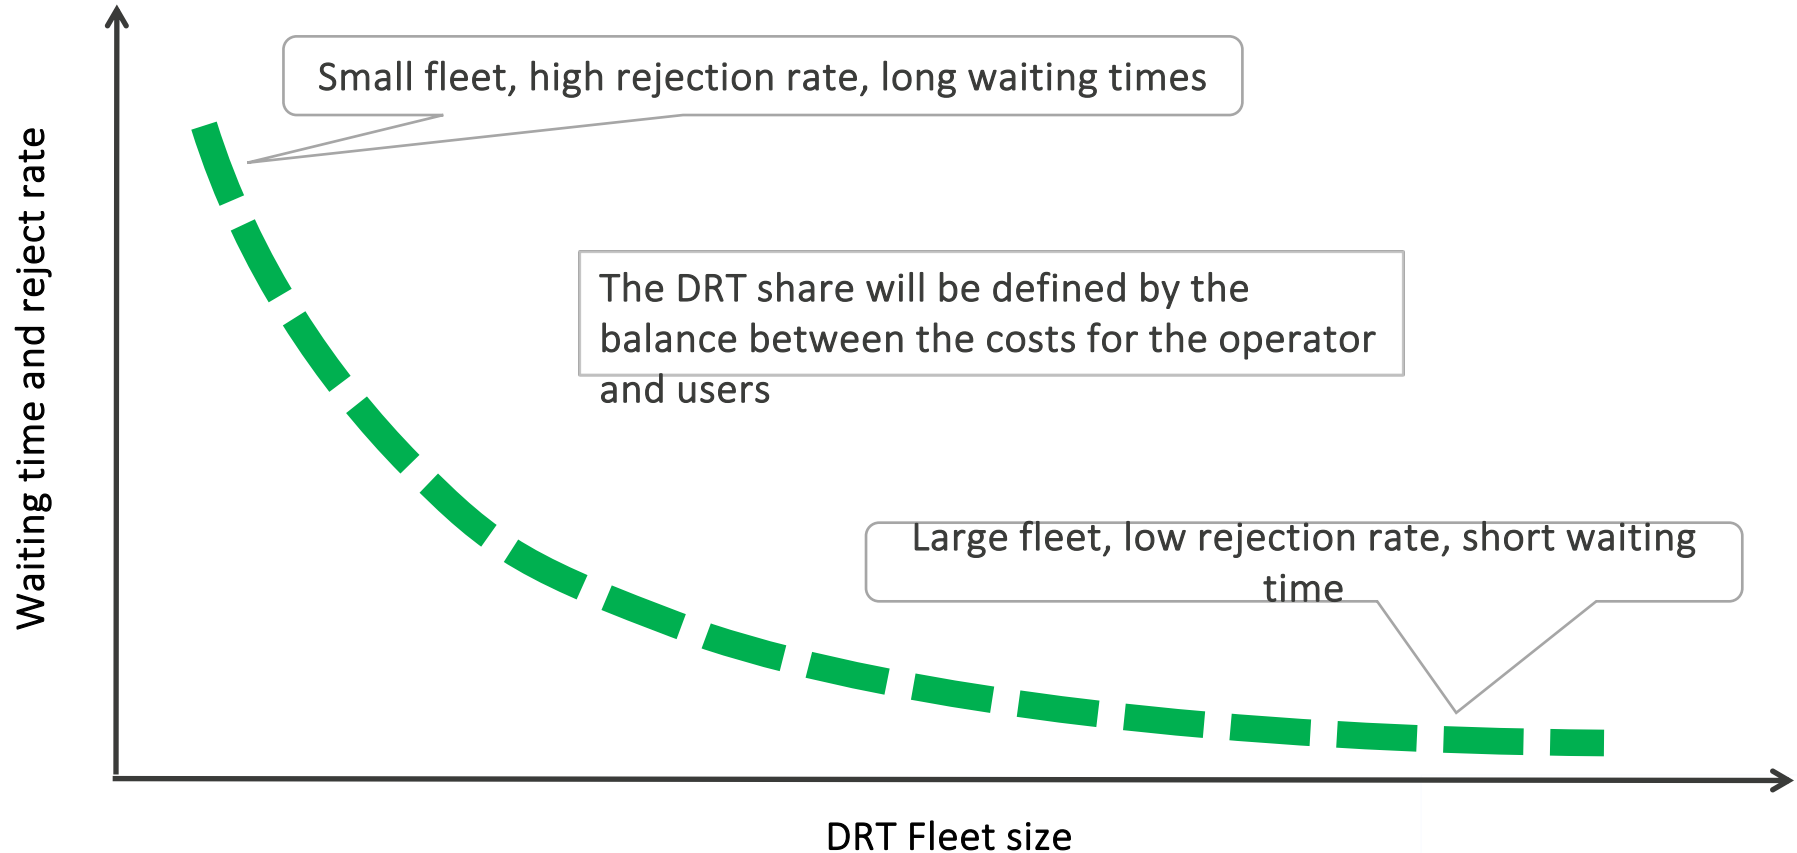 Small fleet, high rejection rate, long waiting times
Waiting time and reject rate
The DRT share will be defined by the
balance between the costs for the operator
and users
Large fleet, low rejection rate, short waiting
time
DRT Fleet size